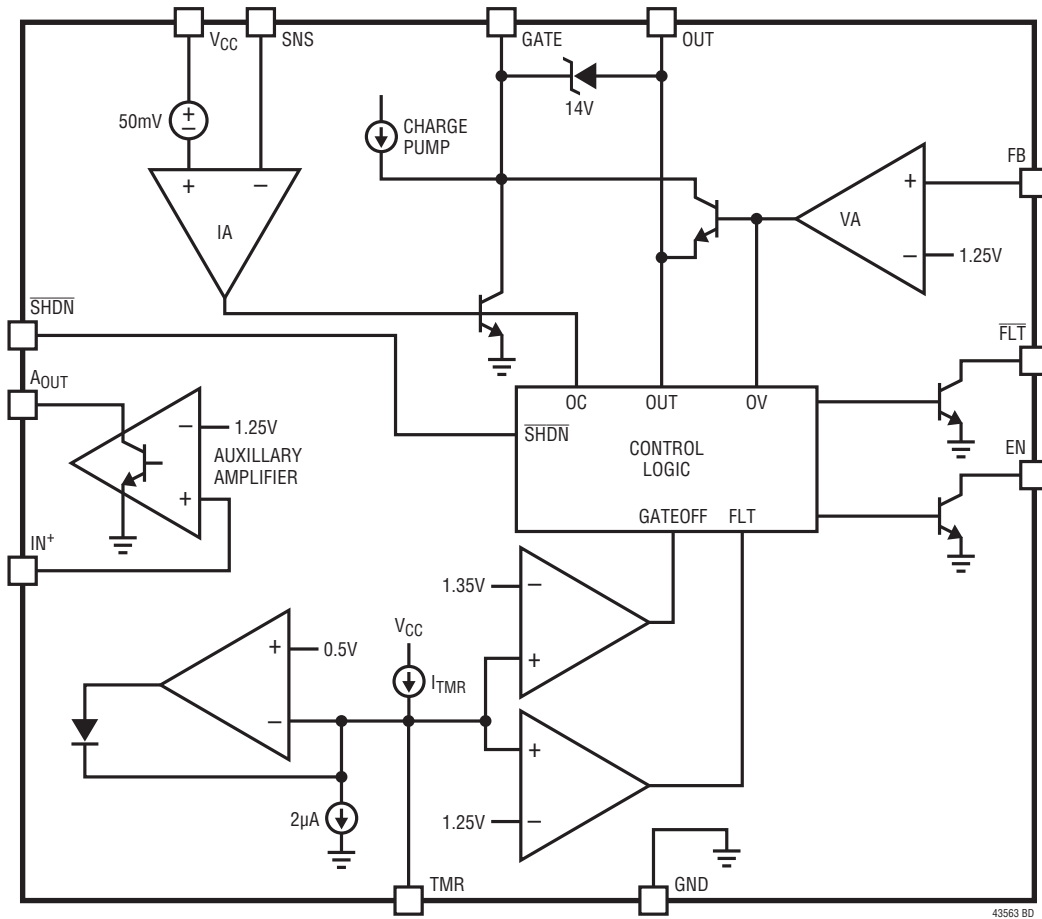 VCC
SNS
GATE
OUT
50mV
+
−
14V
CHARGE
PUMP
FB
+
−
IA
+
VA
−
1.25V
SHDN
FLT
AOUT
−
1.25V
AUXILLARY
AMPLIFIER
+
OC
OUT
OV
SHDN
CONTROL
LOGIC
EN
GATEOFF
FLT
IN+
1.35V
−
+
VCC
ITMR
+
0.5V
−
+
2µA
1.25V
−
TMR
GND
43563 BD